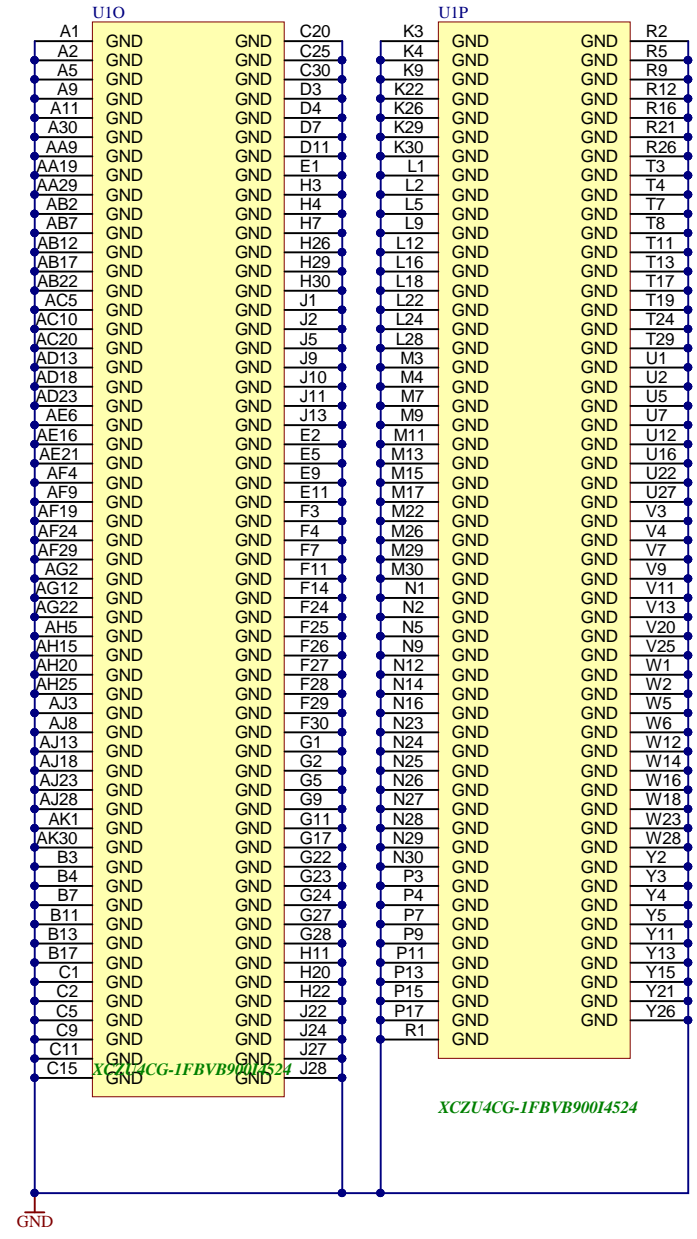 U1O
A1 GND GND C20
A2 GND GND C25
A5 GND GND C30
A9 GND GND D3
A11 GND GND D4
A30 GND GND D7
AA9 GND GND D11
AA19 GND GND E1
AA29 GND GND H3
AB2 GND GND H4
AB7 GND GND H7
AB12 GND GND H26
AB17 GND GND H29
AB22 GND GND H30
AC5 GND GND J1
AC10 GND GND J2
AC20 GND GND J5
AD13 GND GND J9
AD18 GND GND J10
AD23 GND GND J11
AE6 GND GND J13
AE16 GND GND E2
AE21 GND GND E5
AF4 GND GND E9
AF9 GND GND E11
AF19 GND GND F3
AF24 GND GND F4
AF29 GND GND F7
AG2 GND GND F11
AG12 GND GND F14
AG22 GND GND F24
AH5 GND GND F25
AH15 GND GND F26
AH20 GND GND F27
AH25 GND GND F28
AJ3 GND GND F29
AJ8 GND GND F30
AJ13 GND GND G1
AJ18 GND GND G2
AJ23 GND GND G5
AJ28 GND GND G9
AK1 GND GND G11
AK30 GND GND G17
B3 GND GND G22
B4 GND GND G23
B7 GND GND G24
B11 GND GND G27
B13 GND GND G28
B17 GND GND H11
C1 GND GND H20
C2 GND GND H22
C5 GND GND J22
C9 GND GND J24
C11 GND GND J27
C15 GND GND J28
XCZU4CG-1FBVB900I4524
U1P
K3 GND GND R2
K4 GND GND R5
K9 GND GND R9
K22 GND GND R12
K26 GND GND R16
K29 GND GND R21
K30 GND GND R26
L1 GND GND T3
L2 GND GND T4
L5 GND GND T7
L9 GND GND T8
L12 GND GND T11
L16 GND GND T13
L18 GND GND T17
L22 GND GND T19
L24 GND GND T24
L28 GND GND T29
M3 GND GND U1
M4 GND GND U2
M7 GND GND U5
M9 GND GND U7
M11 GND GND U12
M13 GND GND U16
M15 GND GND U22
M17 GND GND U27
M22 GND GND V3
M26 GND GND V4
M29 GND GND V7
M30 GND GND V9
N1 GND GND V11
N2 GND GND V13
N5 GND GND V20
N9 GND GND V25
N12 GND GND W1
N14 GND GND W2
N16 GND GND W5
N23 GND GND W6
N24 GND GND W12
N25 GND GND W14
N26 GND GND W16
N27 GND GND W18
N28 GND GND W23
N29 GND GND W28
N30 GND GND Y2
P3 GND GND Y3
P4 GND GND Y4
P7 GND GND Y5
P9 GND GND Y11
P11 GND GND Y13
P13 GND GND Y15
P15 GND GND Y21
P17 GND GND Y26
R1 GND
XCZU4CG-1FBVB900I4524
GND